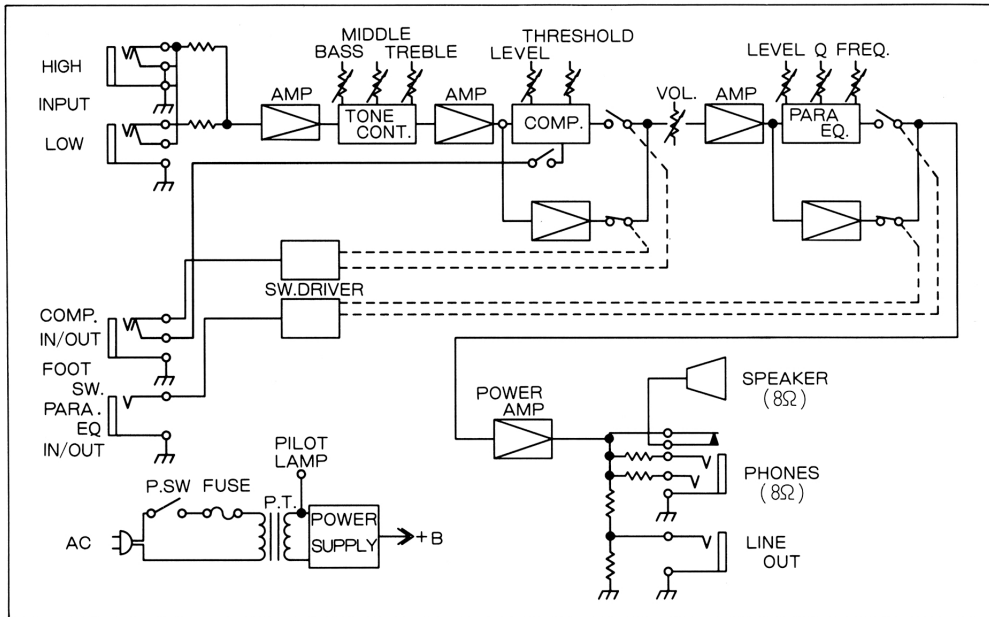 HIGH
INPUT
LOW
AMP
MIDDLE
BASS TREBLE
TONE
CONT.
AMP
THRESHOLD
LEVEL
COMP.
VOL.
AMP
LEVEL Q FREQ.
PARA
EQ.
SW.DRIVER
COMP.
IN/OUT
FOOT
SW.
PARA.
EQ
IN/OUT
POWER
AMP
SPEAKER
(8Ω)
PHONES
(8Ω)
LINE
OUT
AC
P.SW FUSE
P.T.
PILOT
LAMP
POWER
SUPPLY
+B